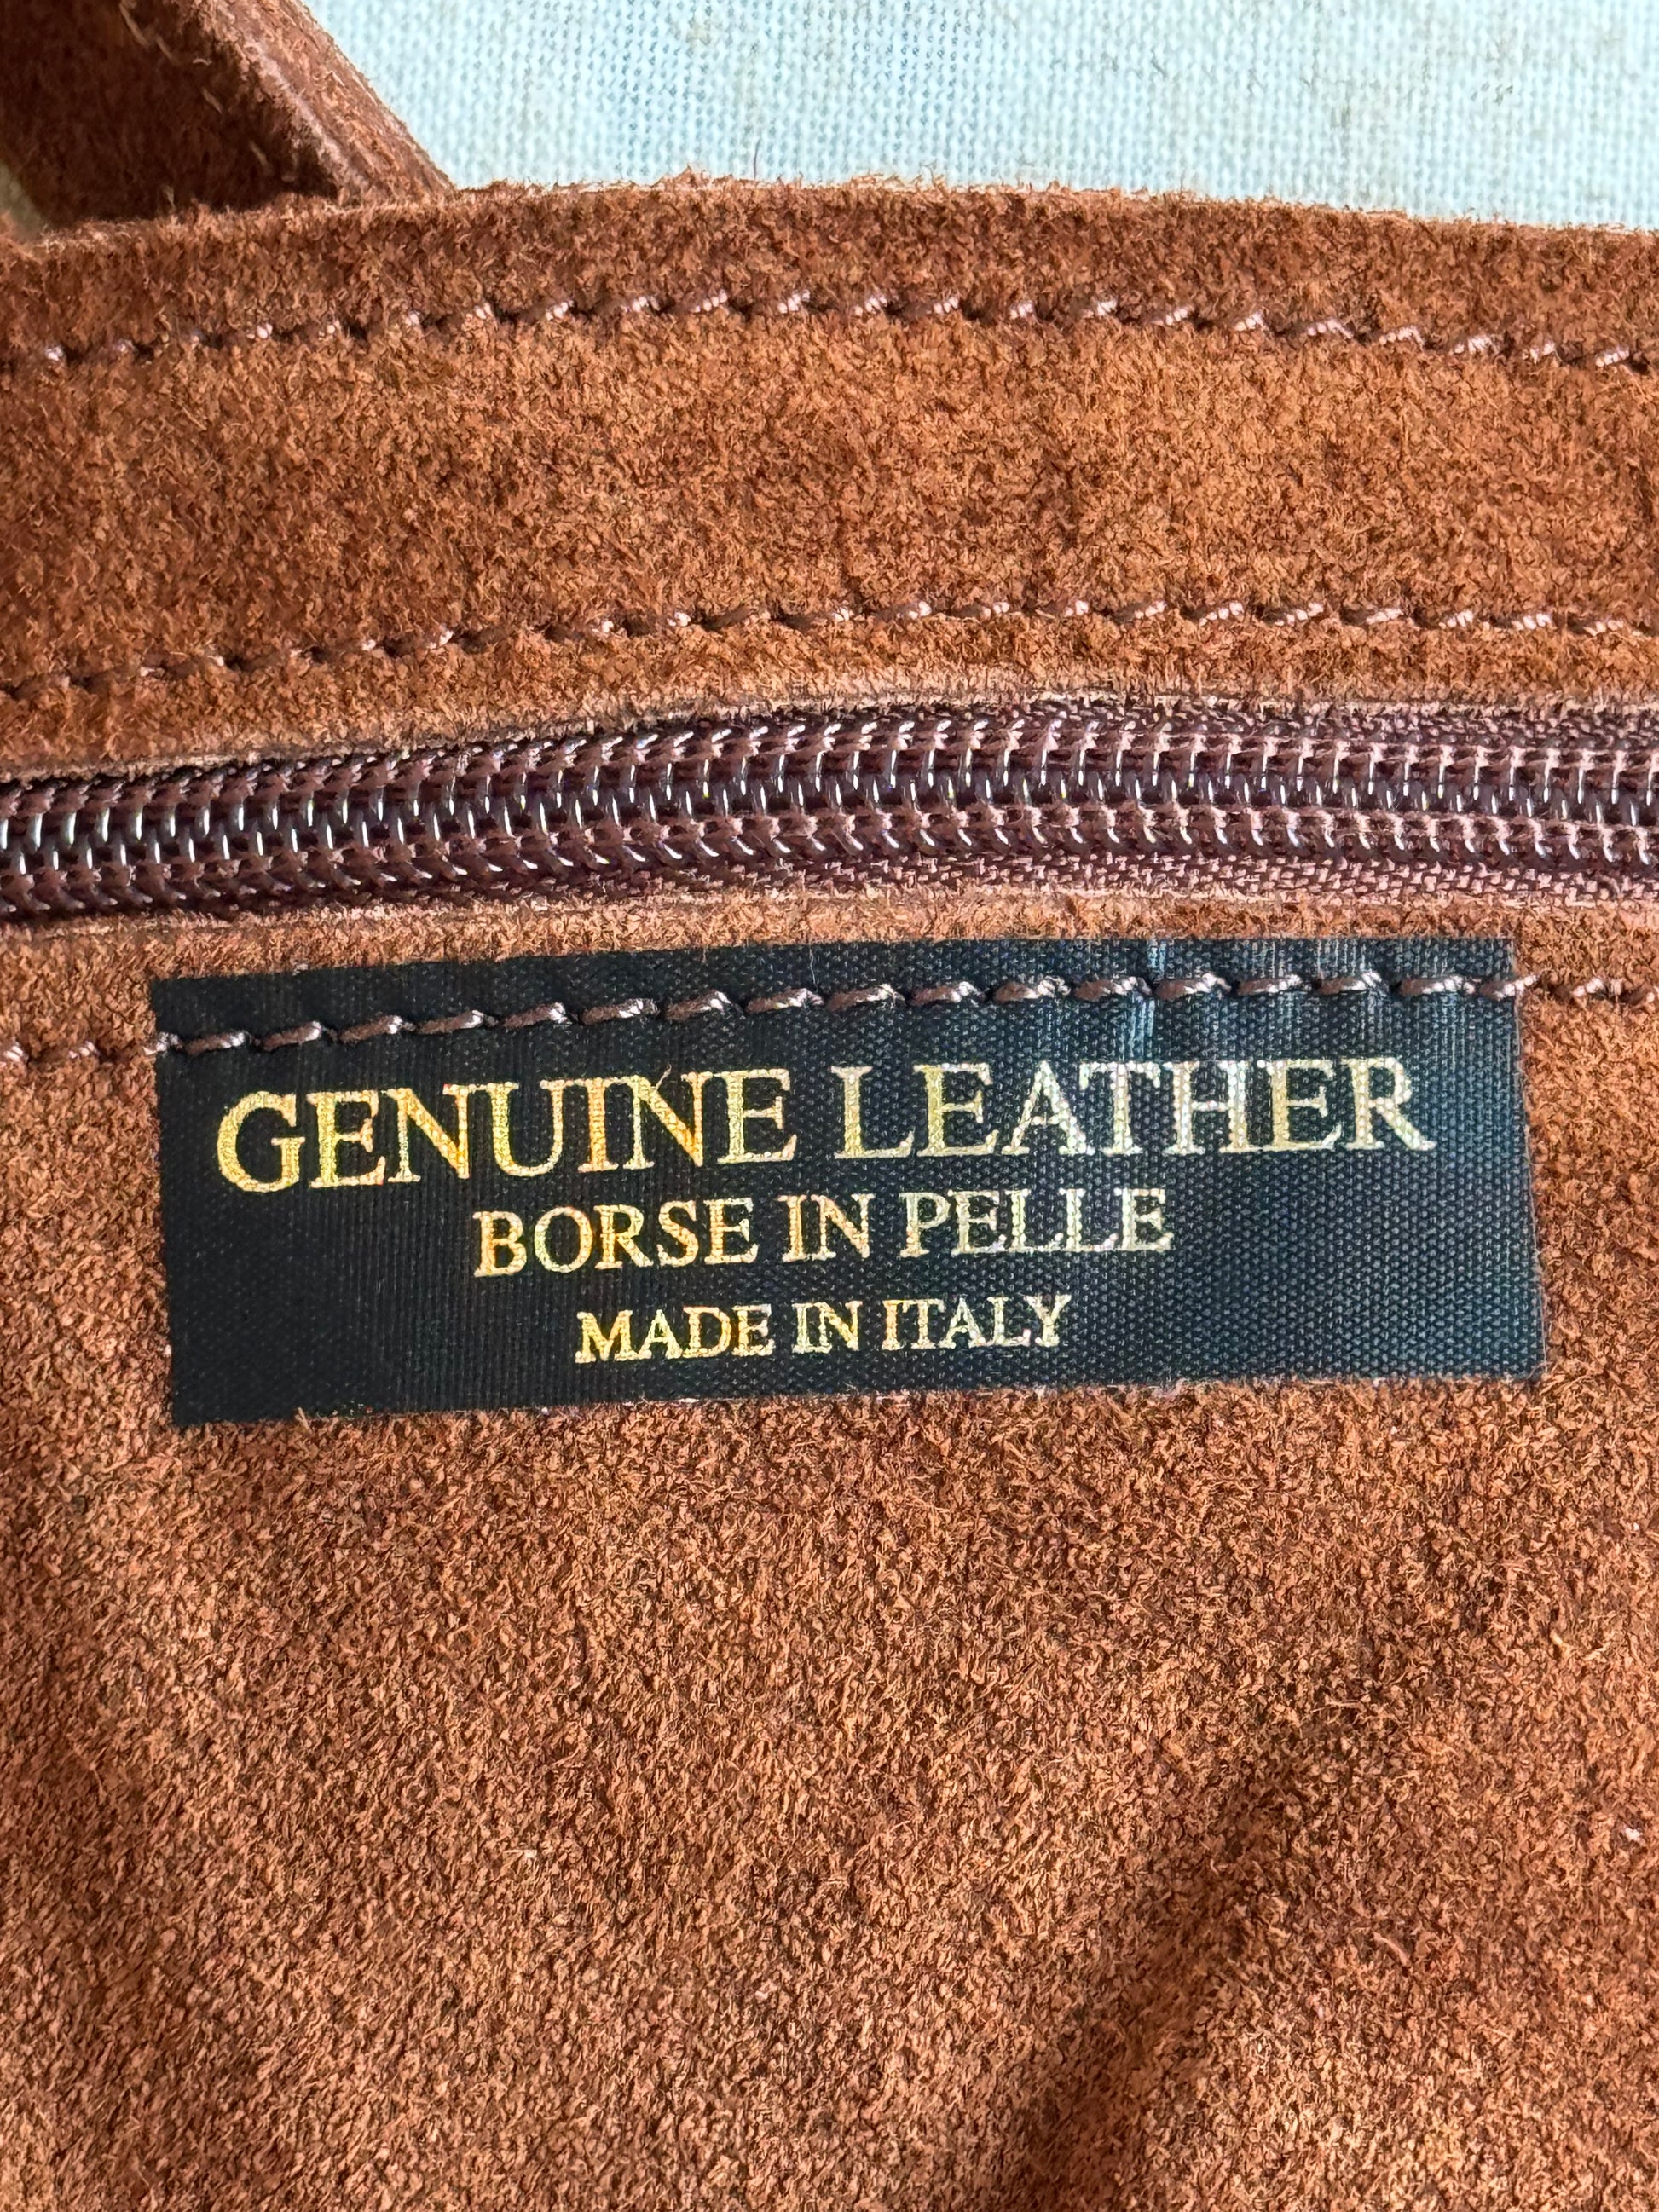 GENUINE LEATHER
BORSE IN PELLE
MADE IN ITALY